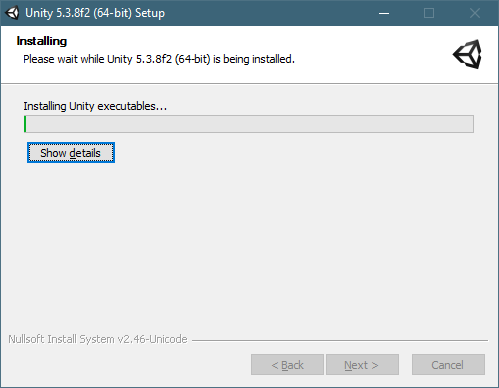 Unity 5.3.8f2 (64-bit) Setup
Installing
Please wait while Unity 5.3.8f2 (64-bit) is being installed.
Installing Unity executables...
Show details
Nullsoft Install System v2.46-Unicode
< Back
Next >
Cancel